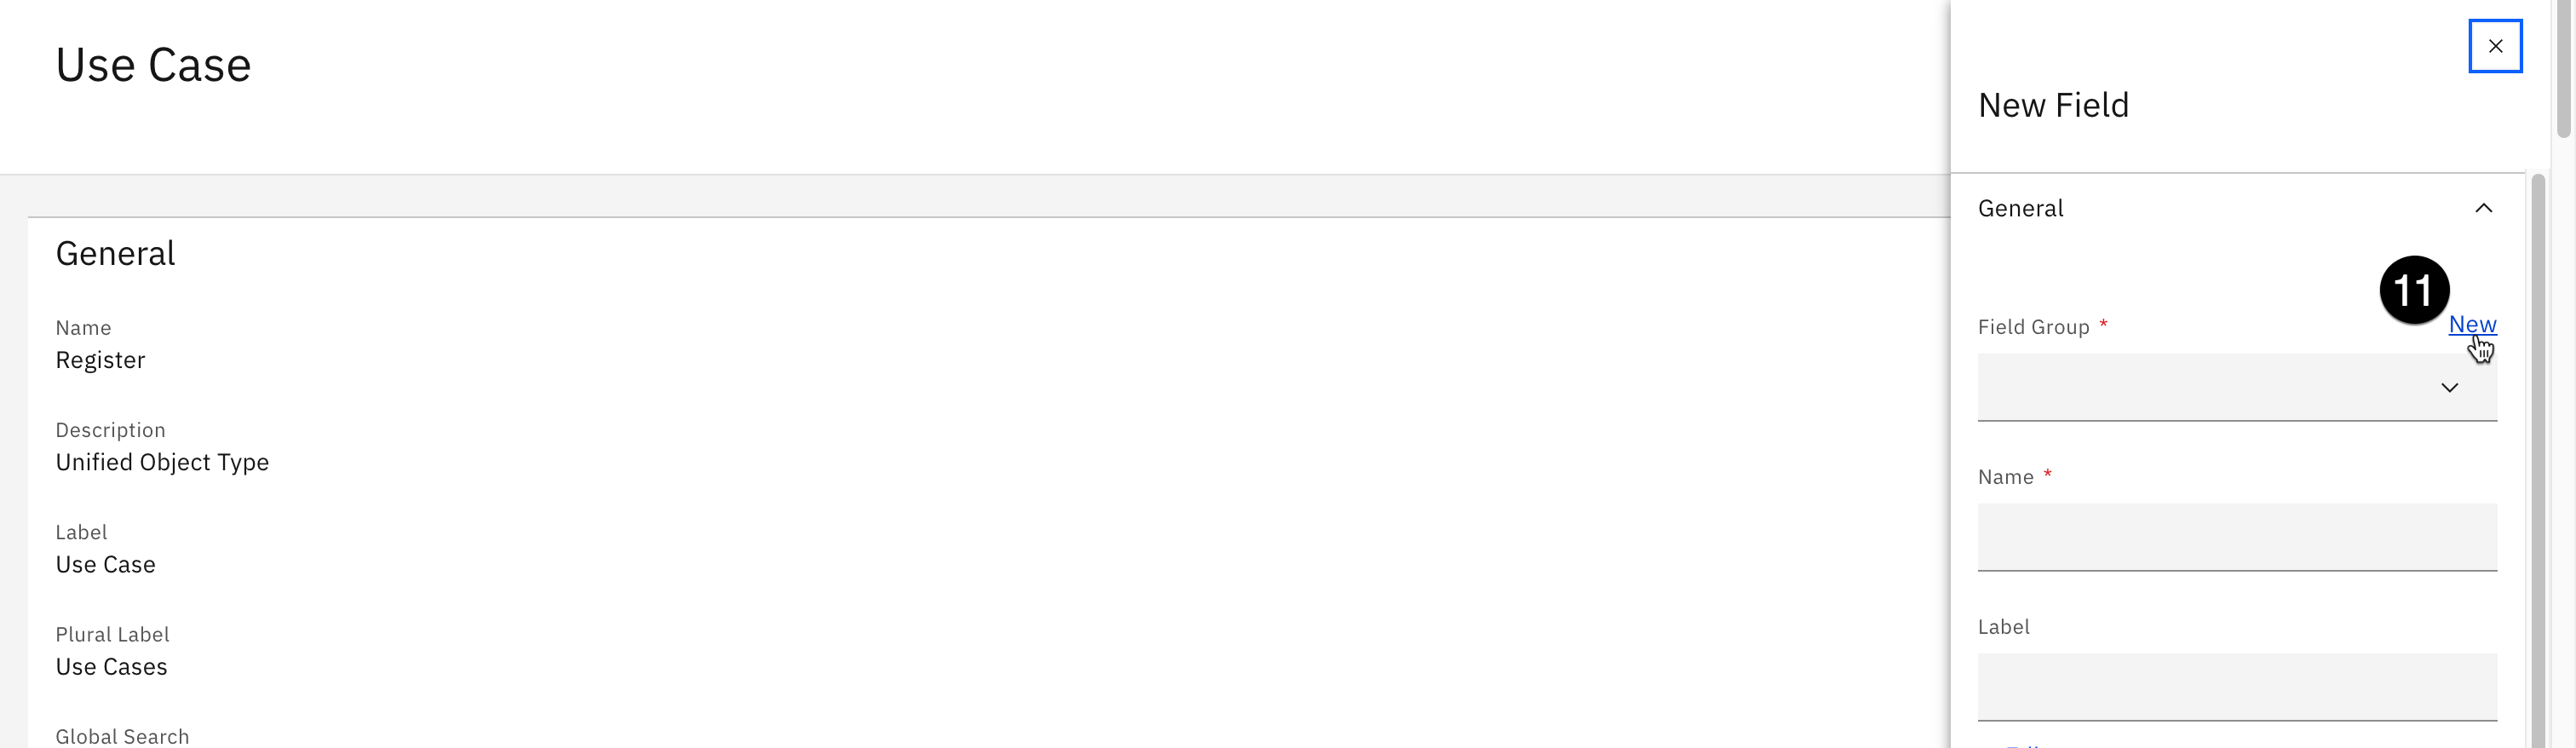 Use Case
General
Name
Register
Description
Unified Object Type
Label
Use Case
Plural Label
Use Cases
Global Search
New Field
General
11
Field Group * New
Name *
Label